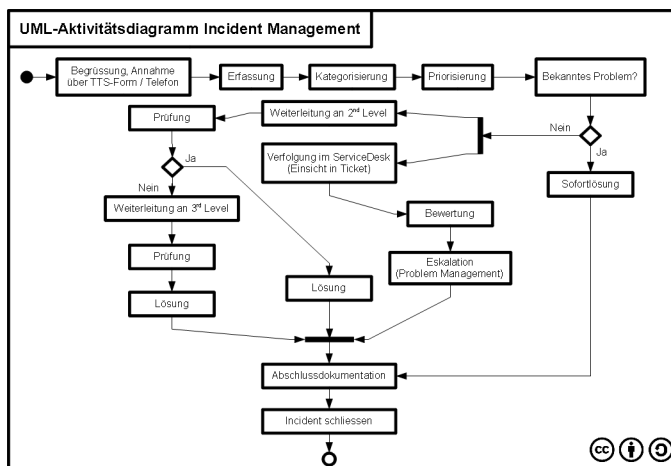 UML-Aktivitätsdiagramm Incident Management
Begrüssung, Annahme
über TTS-Form / Telefon
Erfassung
Kategorisierung
Priorisierung
Bekanntes Problem?
Prüfung
Weiterleitung an 2nd Level
Nein
Ja
Verfolgung im ServiceDesk
(Einsicht in Ticket)
Sofortlösung
Ja
Nein
Weiterleitung an 3rd Level
Bewertung
Prüfung
Eskalation
(Problem Management)
Lösung
Lösung
Abschlussdokumentation
Incident schliessen
cc